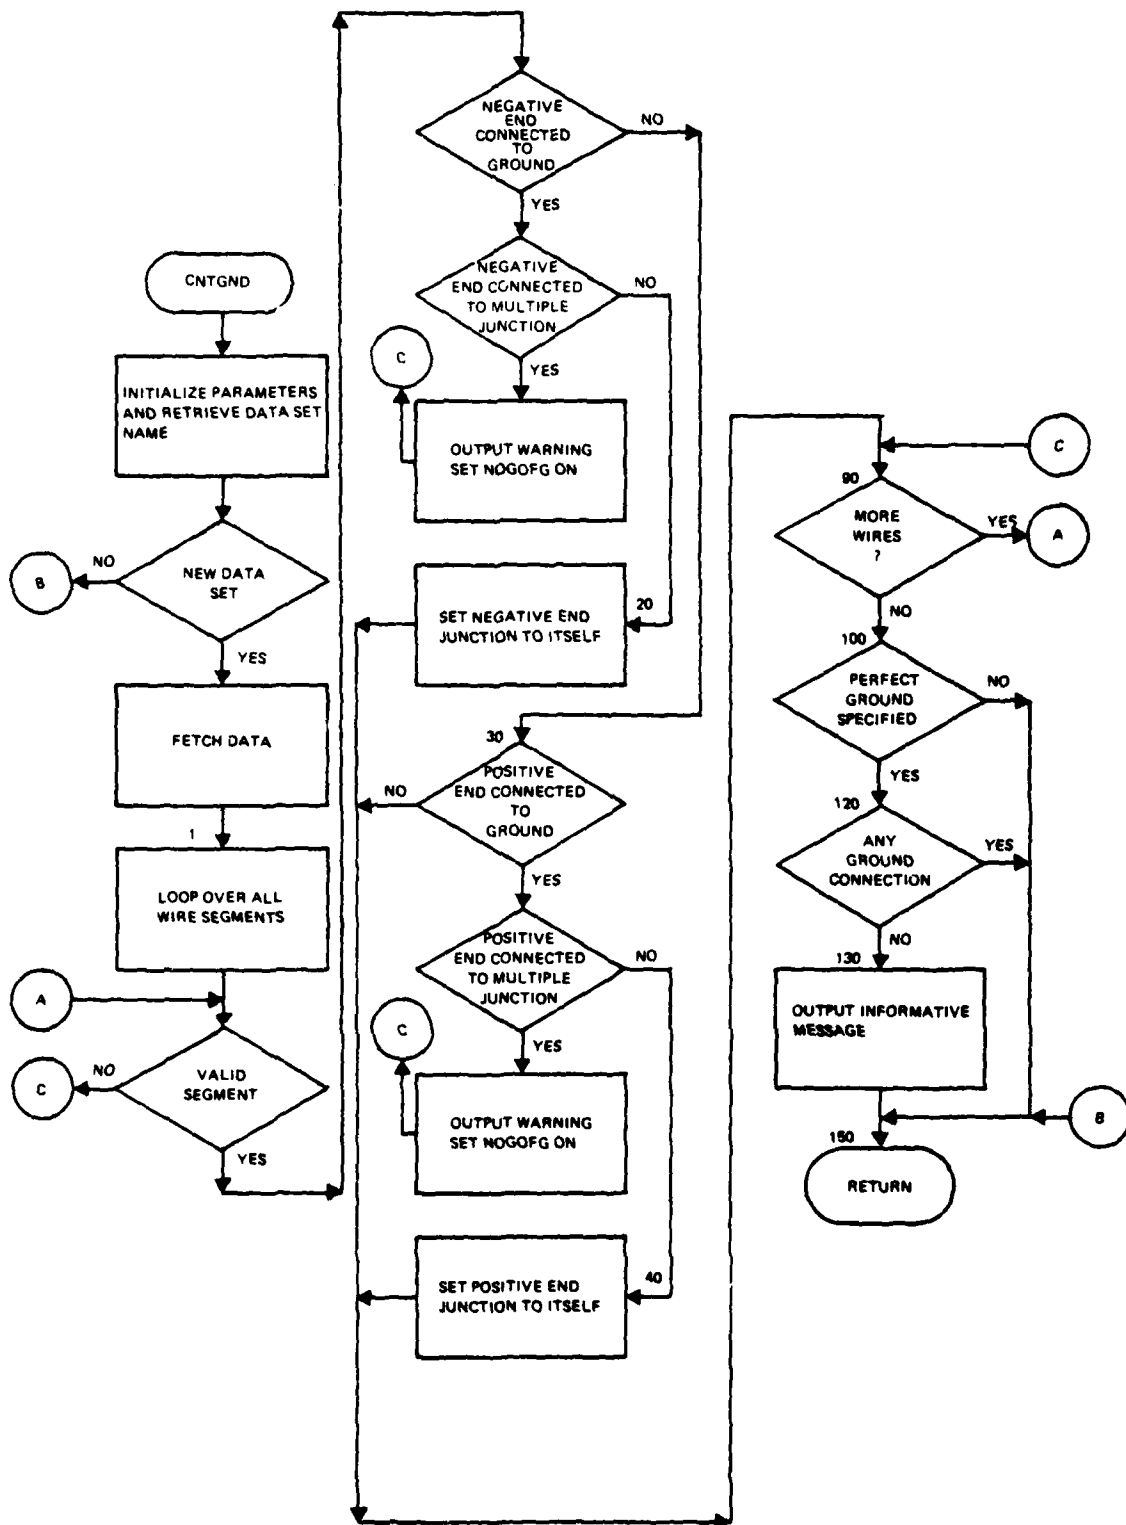 CNTGND
INITIALIZE PARAMETERS
AND RETRIEVE DATA SET
NAME
NEW DATA
SET
NO
B
YES
FETCH DATA
1
LOOP OVER ALL
WIRE SEGMENTS
A
VALID
SEGMENT
NO
C
YES
NEGATIVE
END
CONNECTED
TO
GROUND
NO
YES
NEGATIVE
END CONNECTED
TO MULTIPLE
JUNCTION
NO
YES
C
OUTPUT WARNING
SET NOGOFG ON
20
SET NEGATIVE END
JUNCTION TO ITSELF
30
POSITIVE
END CONNECTED
TO
GROUND
NO
YES
POSITIVE
END CONNECTED
TO MULTIPLE
JUNCTION
NO
YES
C
OUTPUT WARNING
SET NOGOFG ON
40
SET POSITIVE END
JUNCTION TO ITSELF
C
90
MORE
WIRES
?
YES
A
NO
100
PERFECT
GROUND
SPECIFIED
NO
YES
120
ANY
GROUND
CONNECTION
YES
NO
130
OUTPUT INFORMATIVE
MESSAGE
B
150
RETURN